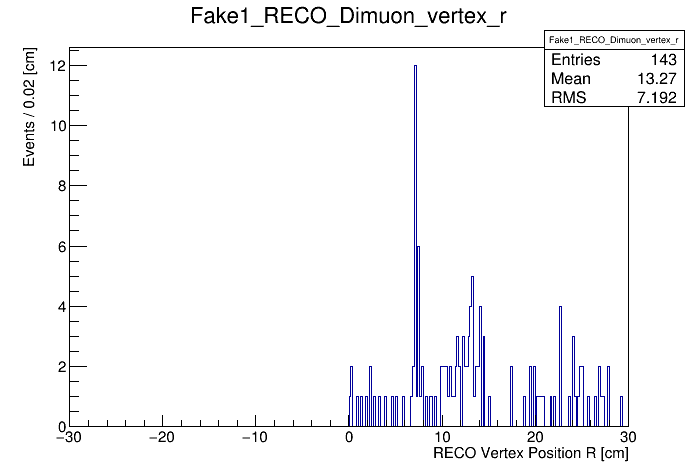 Fake1_RECO_Dimuon_vertex_r
Fake1_RECO_Dimuon_vertex_r
Entries 143
Mean 13.27
RMS 7.192
Events / 0.02 [cm]
12
10
8
6
4
2
0
−30 −20 −10 0 10 20 30
RECO Vertex Position R [cm]